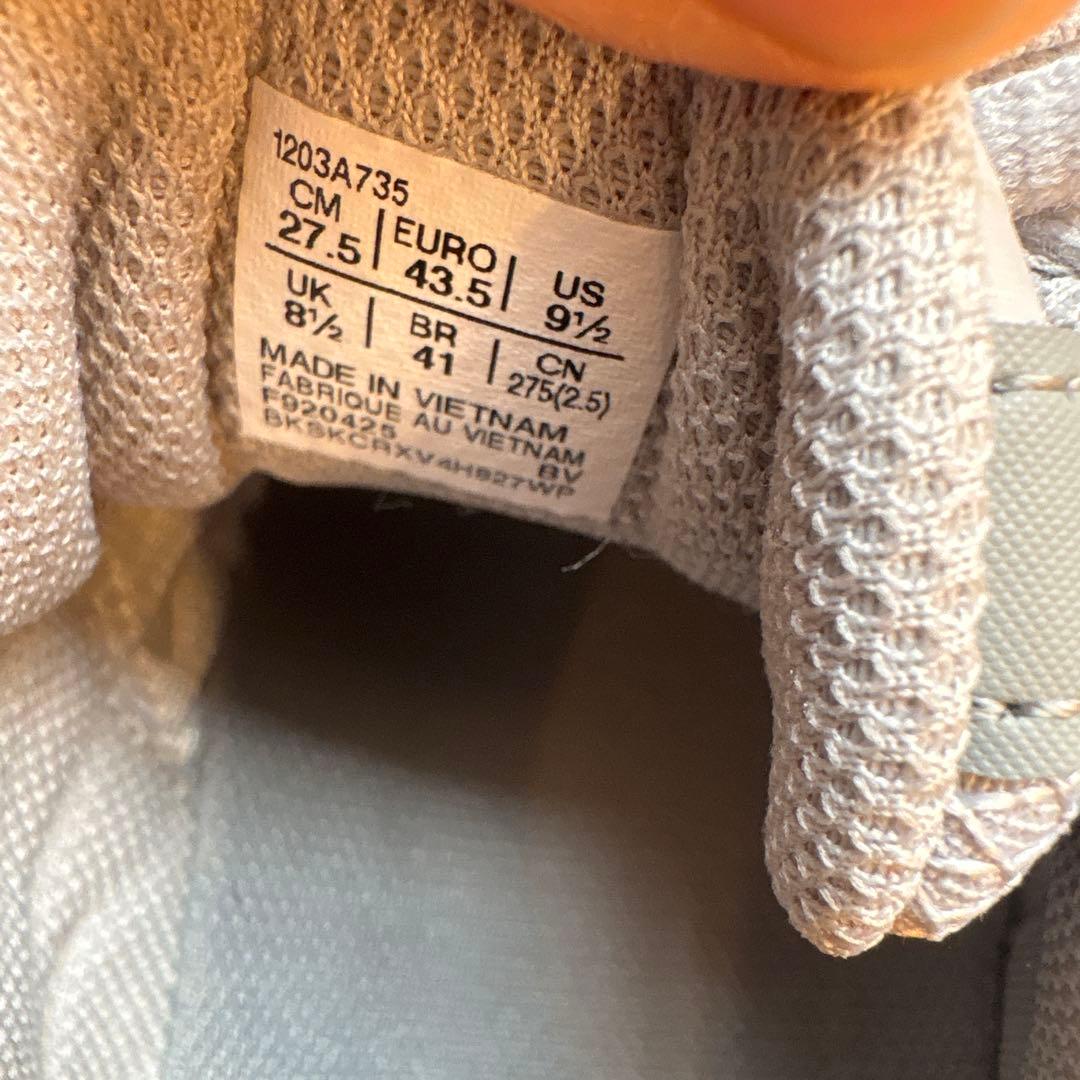 1203A735
CM | EURO | US
27.5 | 43.5 | 9½
UK | BR | CN
8½ | 41 | 275(2.5)
MADE IN VIETNAM
FABRIQUE AU VIETNAM
F920425 BV